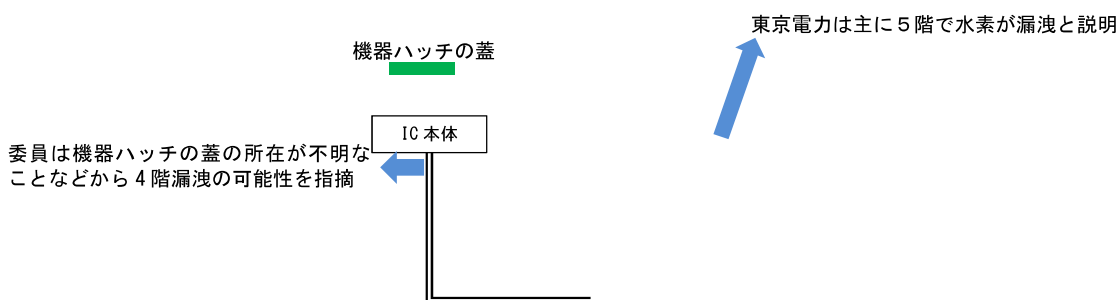 東京電力は主に５階で水素が漏洩と説明
機器ハッチの蓋
IC 本体
委員は機器ハッチの蓋の所在が不明な
ことなどから４階漏洩の可能性を指摘